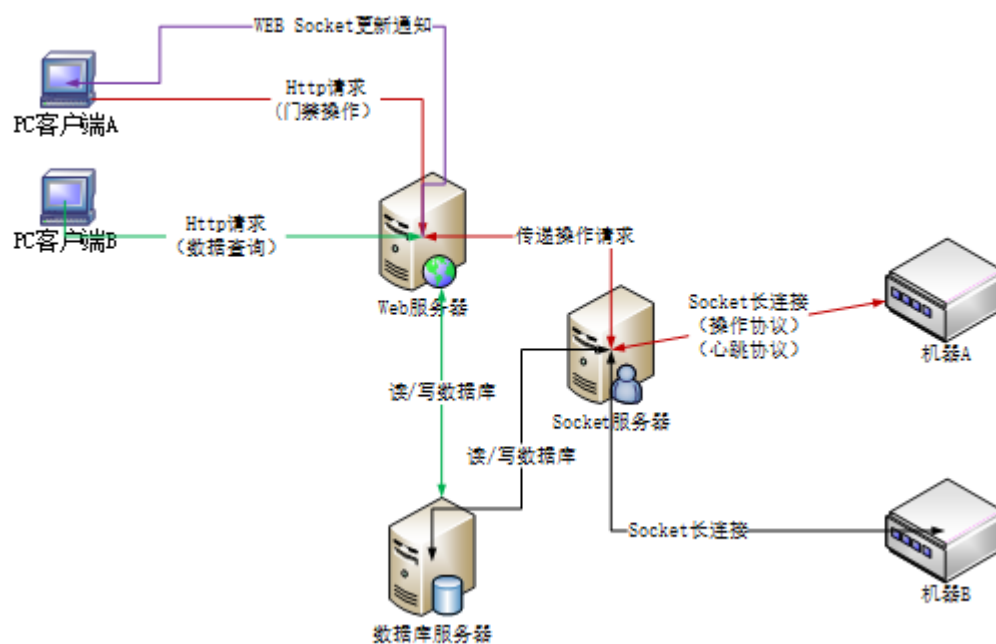 WEB Socket更新通知
Http请求
（门禁操作）
PC客户端A
Http请求
（数据查询）
PC客户端B
传递操作请求
Web服务器
Socket长连接
（操作协议）
（心跳协议）
机器A
读/写数据库
Socket服务器
读/写数据库
Socket长连接
机器B
数据库服务器